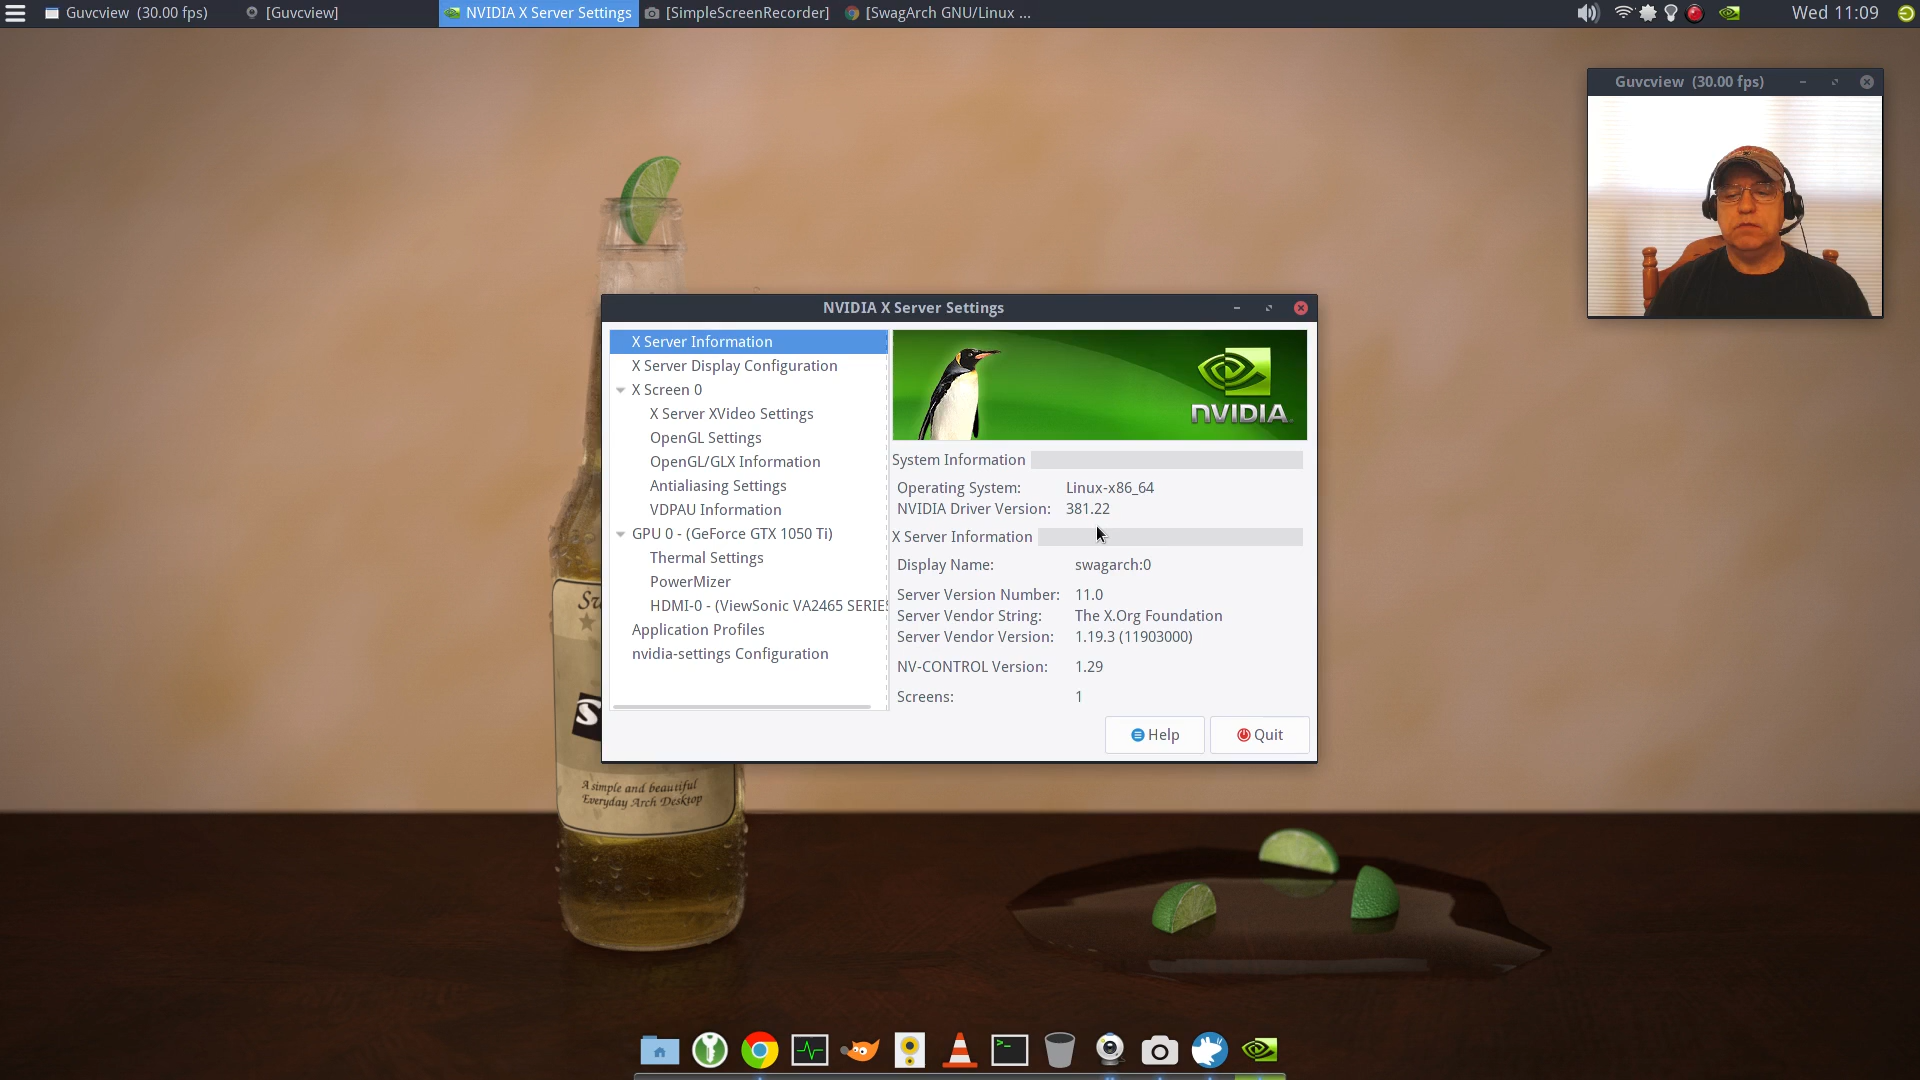 Guvcview (30.00 fps)
[Guvcview]
NVIDIA X Server Settings
[SimpleScreenRecorder]
[SwagArch GNU/Linux ...
Wed 11:09
Guvcview (30.00 fps)
NVIDIA X Server Settings
X Server Information
X Server Display Configuration
X Screen 0
X Server XVideo Settings
OpenGL Settings
OpenGL/GLX Information
Antialiasing Settings
VDPAU Information
GPU 0 - (GeForce GTX 1050 Ti)
Thermal Settings
PowerMizer
HDMI-0 - (ViewSonic VA2465 SERIES
Application Profiles
nvidia-settings Configuration
NVIDIA.
System Information
Operating System: Linux-x86_64
NVIDIA Driver Version: 381.22
X Server Information
Display Name: swagarch:0
Server Version Number: 11.0
Server Vendor String: The X.Org Foundation
Server Vendor Version: 1.19.3 (11903000)
NV-CONTROL Version: 1.29
Screens: 1
Help
Quit
A simple and beautiful
Everyday Arch Desktop